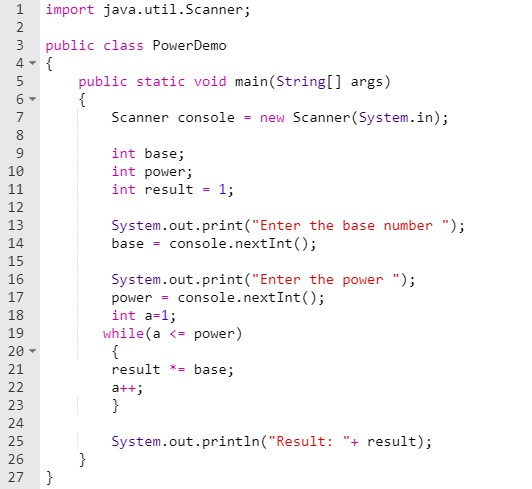 1 import java.util.Scanner;
2
3 public class PowerDemo
4 {
5     public static void main(String[] args)
6     {
7         Scanner console = new Scanner(System.in);
8
9         int base;
10         int power;
11         int result = 1;
12
13         System.out.print("Enter the base number ");
14         base = console.nextInt();
15
16         System.out.print("Enter the power ");
17         power = console.nextInt();
18         int a=1;
19        while(a <= power)
20         {
21         result *= base;
22         a++;
23         }
24
25         System.out.println("Result: "+ result);
26     }
27 }